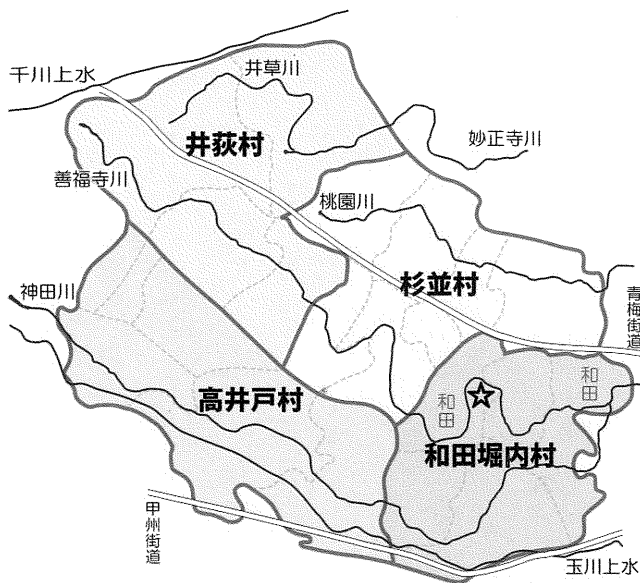 千川上水
井草川
井荻村
妙正寺川
善福寺川
桃園川
神田川
杉並村
青梅街道
高井戸村
和田
和田
和田堀内村
甲州街道
玉川上水